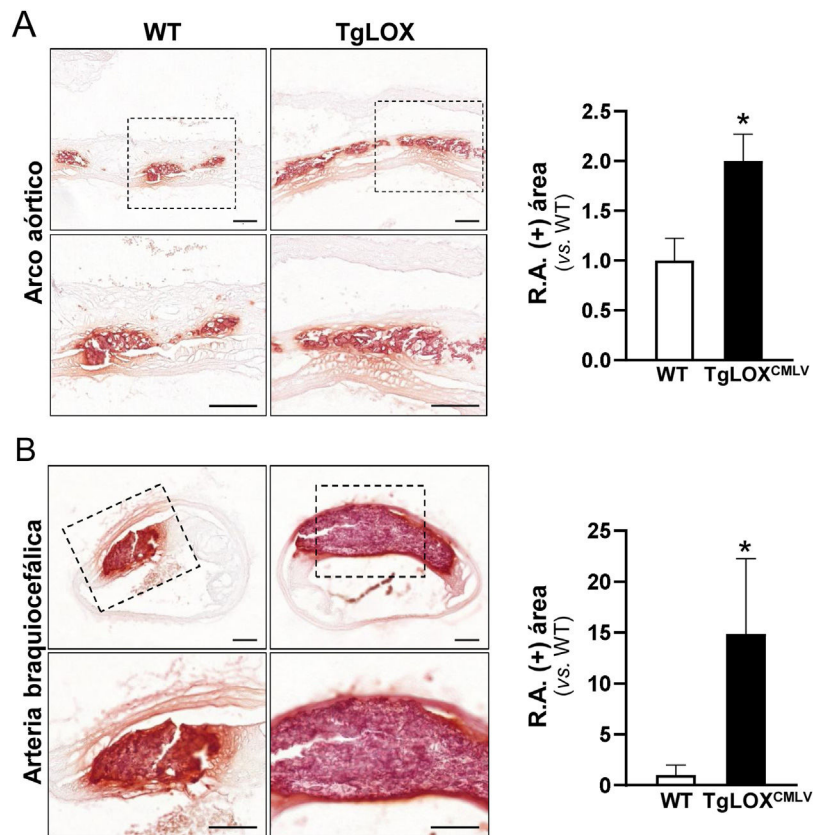 A
WT
TgLOX
Arco aórtico
R.A. (+) área
(vs. WT)
2.5
2.0
1.5
1.0
0.5
0.0
*
WT
TgLOXCMLV
B
Arteria braquiocefálica
R.A. (+) área
(vs. WT)
25
20
15
10
5
0
*
WT
TgLOXCMLV